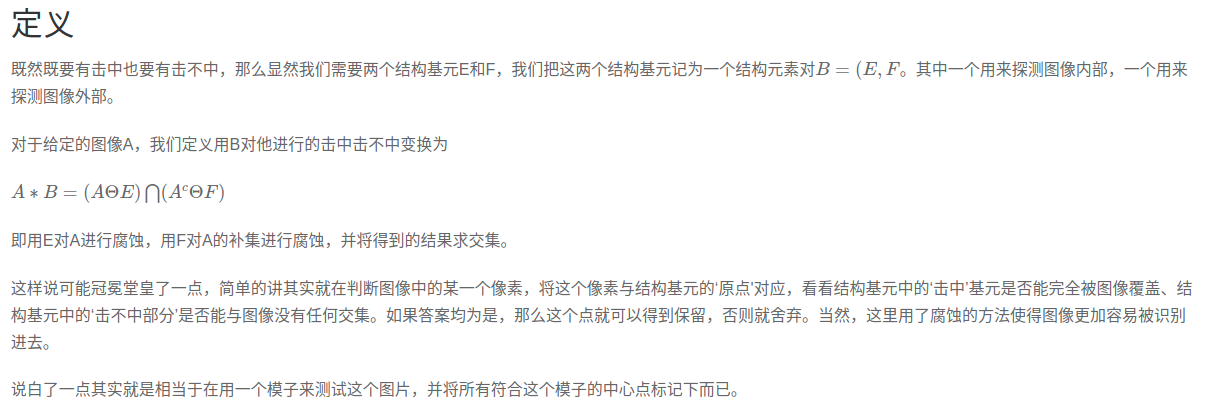 定义
既然既要有击中也要有击不中，那么显然我们需要两个结构基元E和F，我们把这两个结构基元记为一个结构元素对B = (E, F。其中一个用来探测图像内部，一个用来
探测图像外部。
对于给定的图像A，我们定义用B对他进行的击中击不中变换为
A ∗ B = (AΘE) ⋂(AᶜΘF)
即用E对A进行腐蚀，用F对A的补集进行腐蚀，并将得到的结果求交集。
这样说可能冠冕堂皇了一点，简单的讲其实就在判断图像中的某一个像素，将这个像素与结构基元的‘原点'对应，看看结构基元中的‘击中’基元是否能完全被图像覆盖、结
构基元中的‘击不中部分’是否能与图像没有任何交集。如果答案均为是，那么这个点就可以得到保留，否则就舍弃。当然，这里用了腐蚀的方法使得图像更加容易被识别
进去。
说白了一点其实就是相当于在用一个模子来测试这个图片，并将所有符合这个模子的中心点标记下而已。